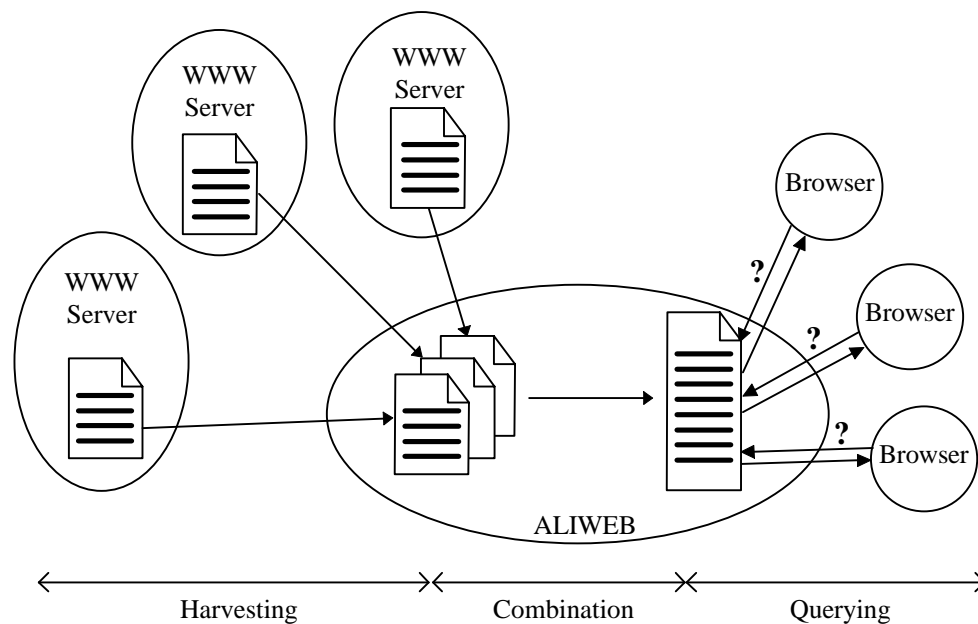 WWW
Server
WWW
Server
WWW
Server
Browser
?
Browser
?
Browser
?
ALIWEB
Harvesting
Combination
Querying